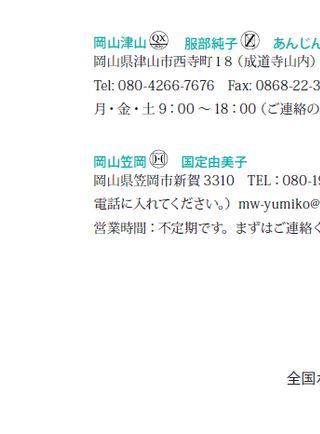 岡山津山 QX 服部純子 Z あんじん
岡山県津山市西寺町18（成道寺山内）
Tel: 080-4266-7676 Fax: 0868-22-3
月・金・土 9：00 ～ 18：00（ご連絡の
岡山笠岡 H 国定由美子
岡山県笠岡市新賀 3310 TEL：080-19
電話に入れてください。）mw-yumiko@
営業時間：不定期です。まずはご連絡く
全国